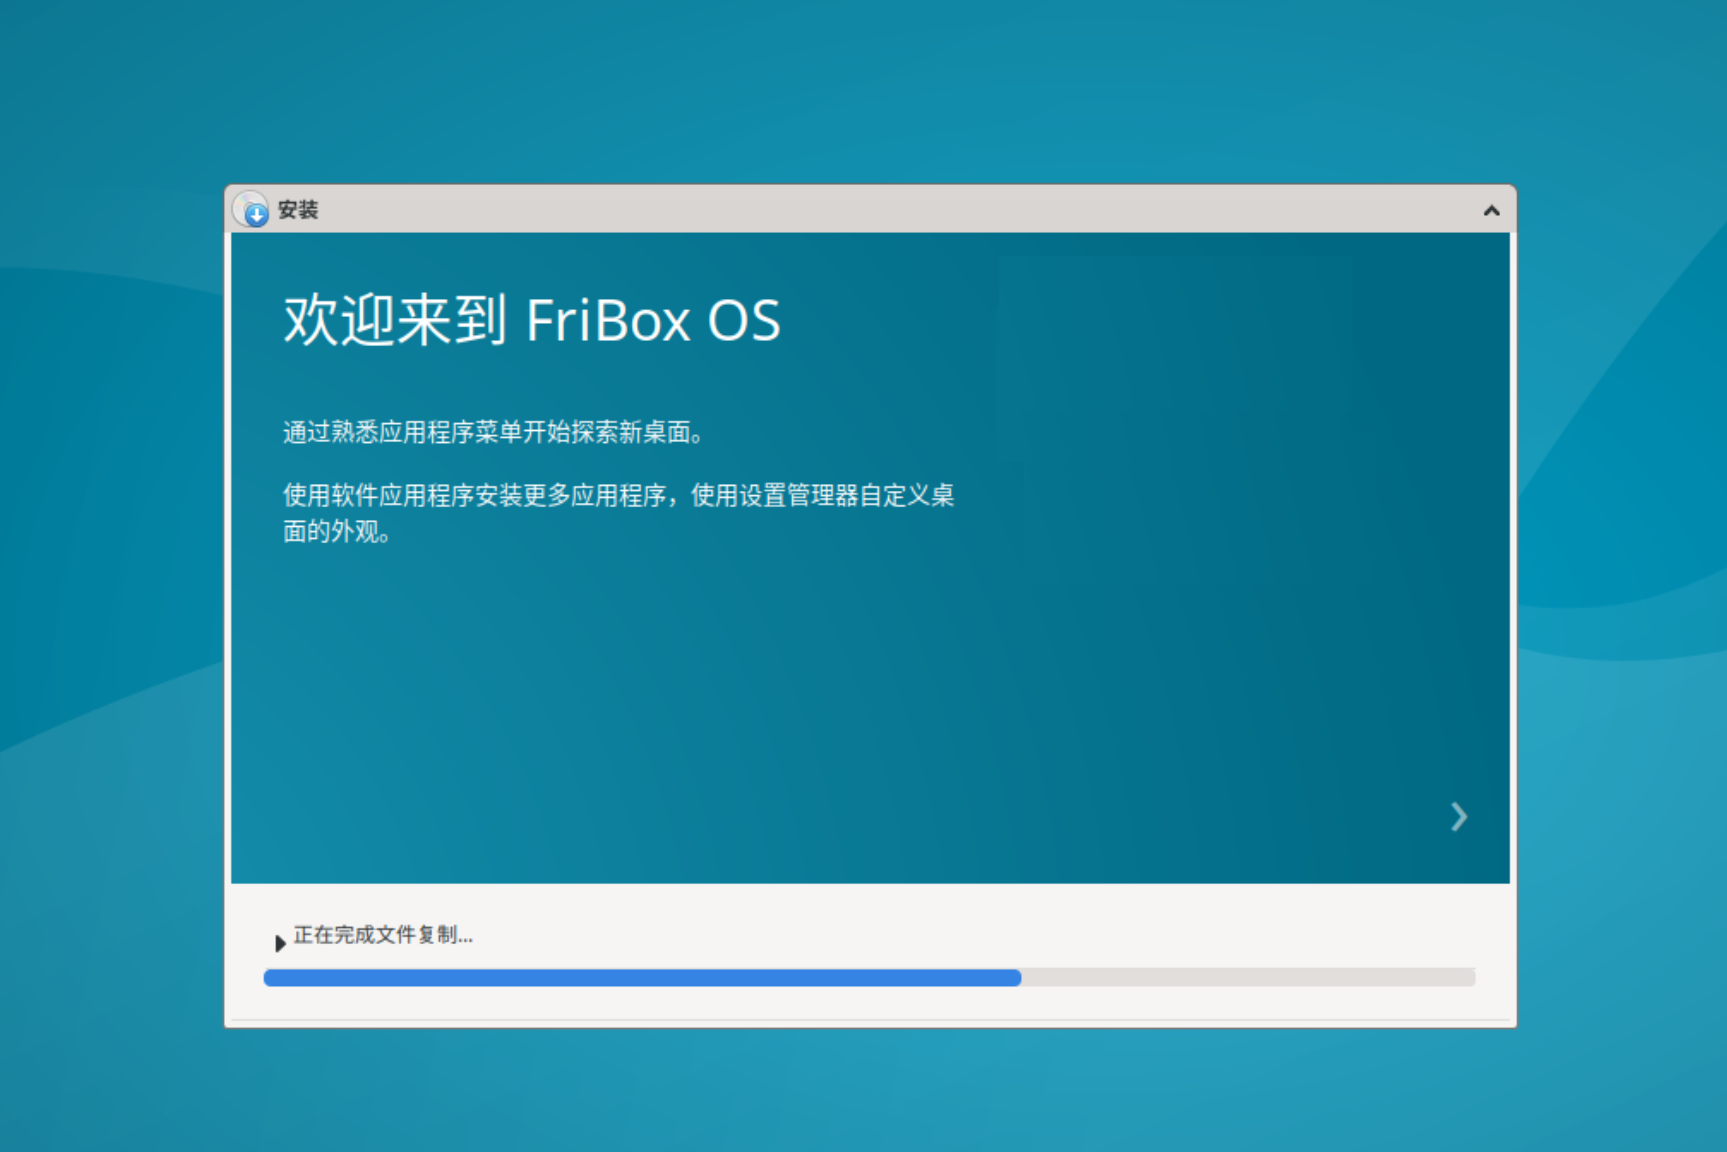 安装
欢迎来到 FriBox OS
通过熟悉应用程序菜单开始探索新桌面。
使用软件应用程序安装更多应用程序，使用设置管理器自定义桌
面的外观。
正在完成文件复制...